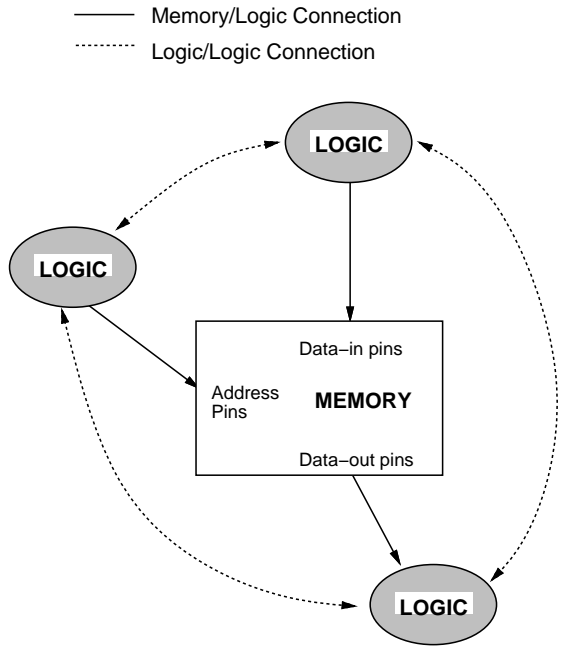 Memory/Logic Connection
Logic/Logic Connection
LOGIC
LOGIC
Data−in pins
Address
Pins
MEMORY
Data−out pins
LOGIC